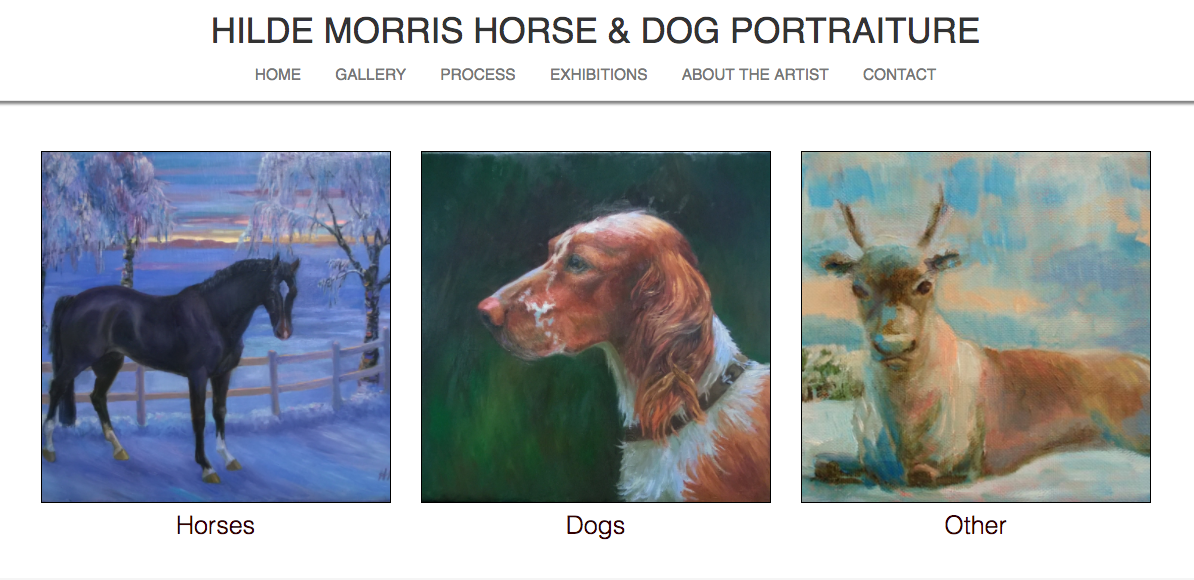 HILDE MORRIS HORSE & DOG PORTRAITURE
HOME GALLERY PROCESS EXHIBITIONS ABOUT THE ARTIST CONTACT
Horses Dogs Other